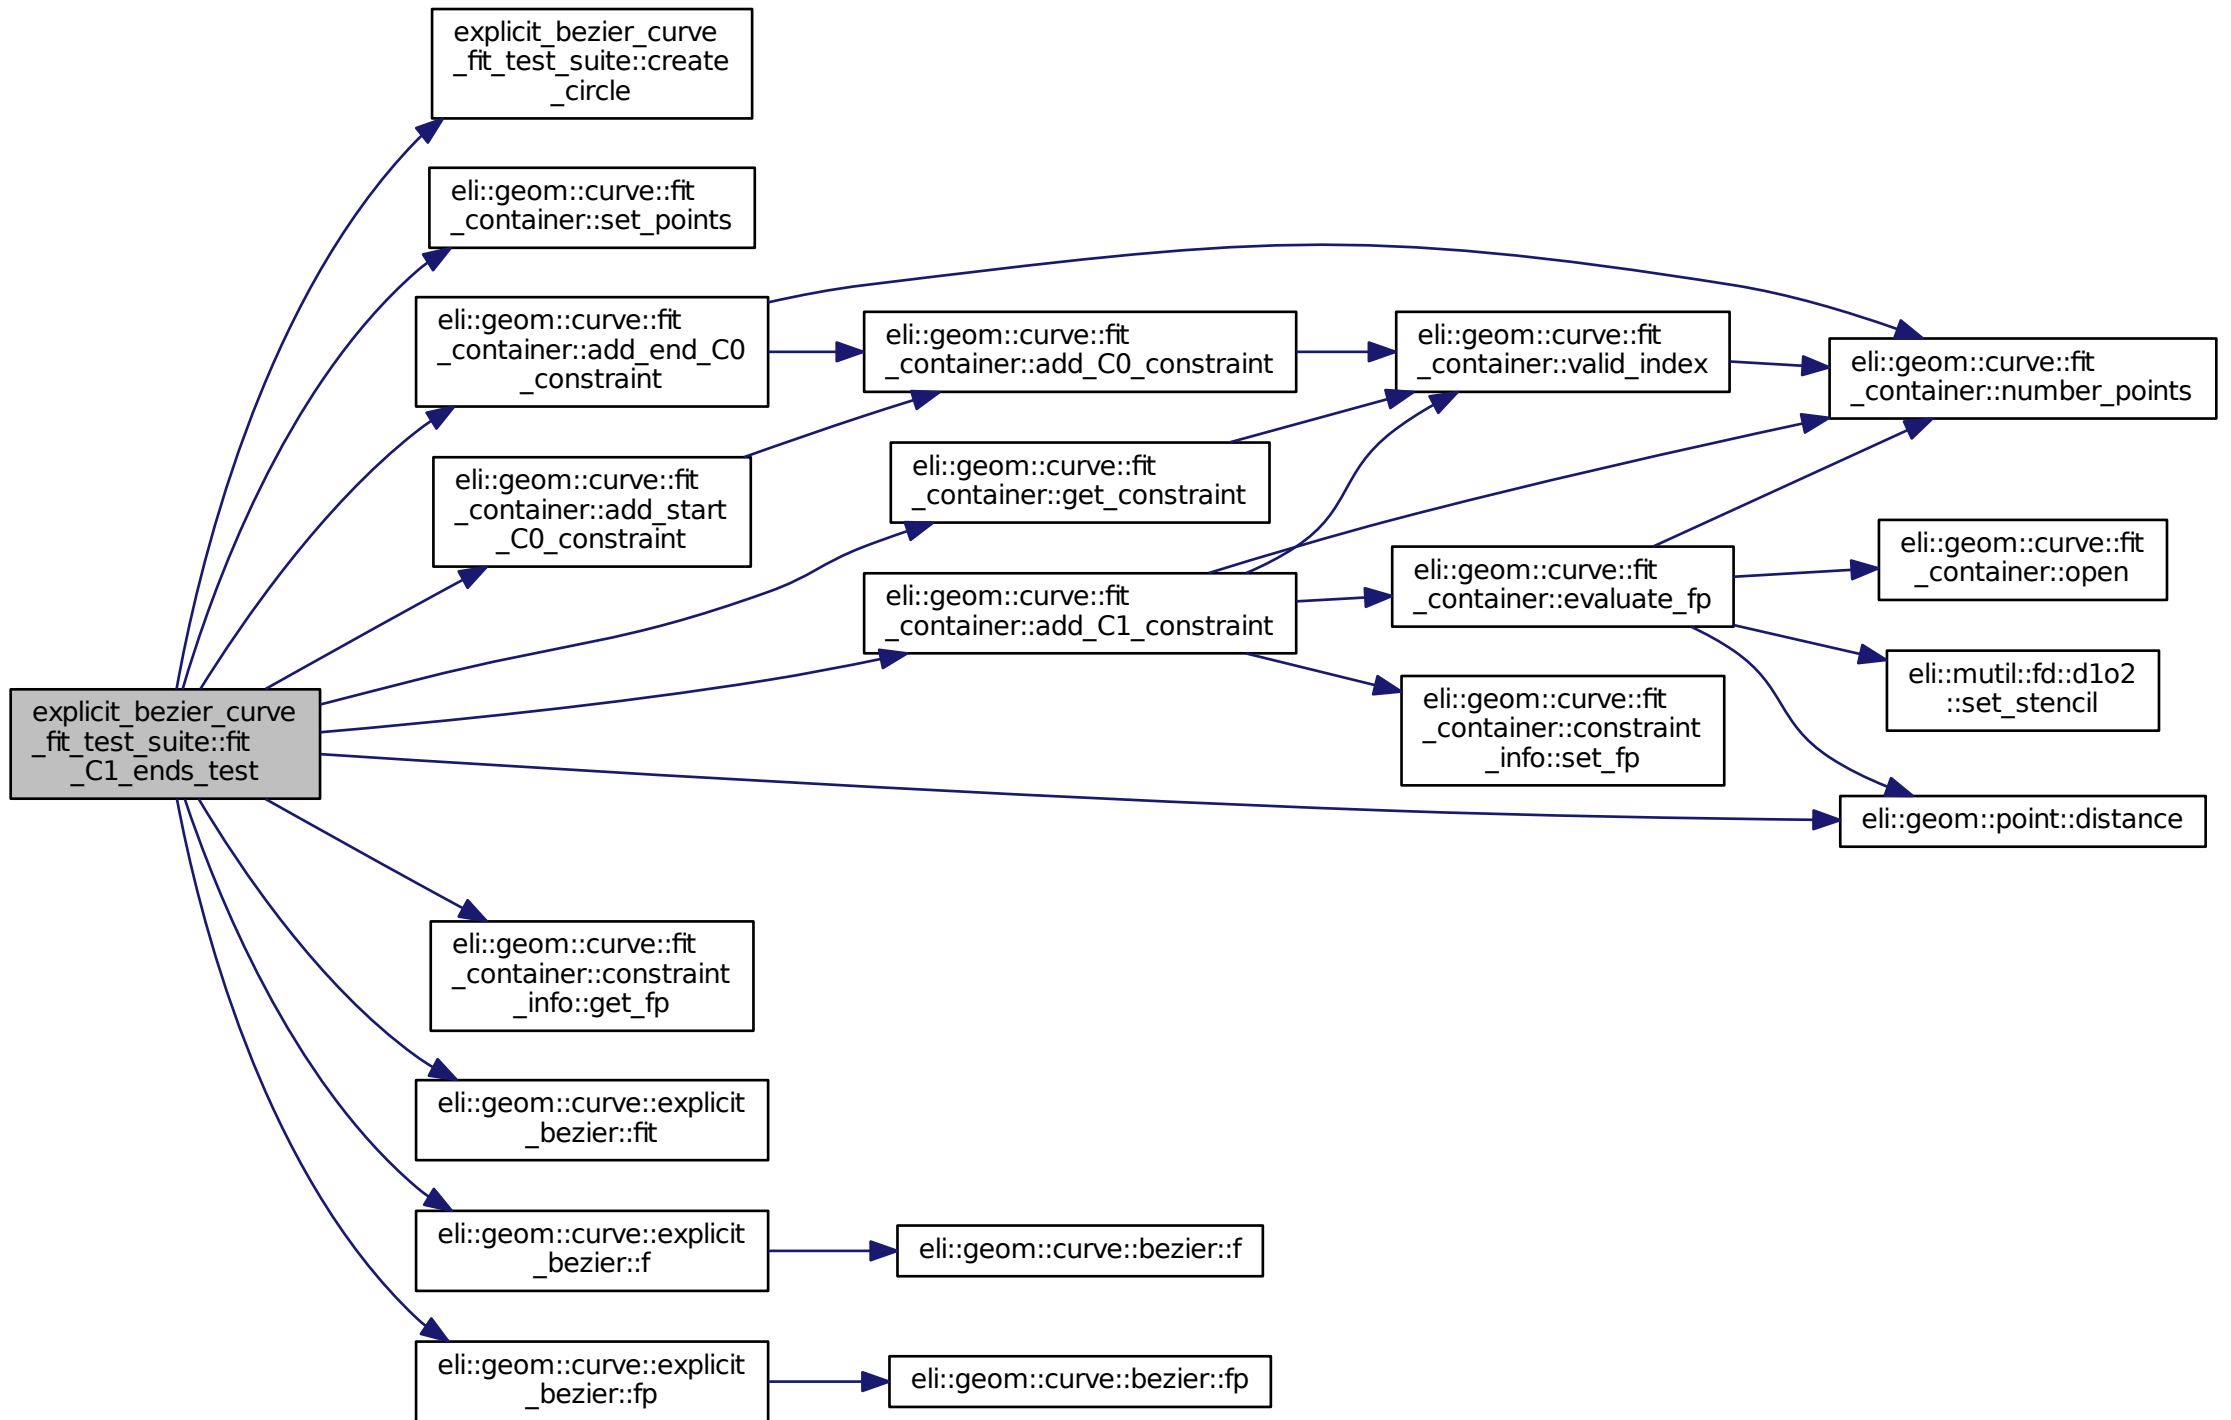 explicit_bezier_curve
_fit_test_suite::create
_circle
eli::geom::curve::fit
_container::set_points
eli::geom::curve::fit
_container::add_end_C0
_constraint
eli::geom::curve::fit
_container::add_C0_constraint
eli::geom::curve::fit
_container::valid_index
eli::geom::curve::fit
_container::number_points
eli::geom::curve::fit
_container::add_start
_C0_constraint
eli::geom::curve::fit
_container::get_constraint
eli::geom::curve::fit
_container::add_C1_constraint
eli::geom::curve::fit
_container::evaluate_fp
eli::geom::curve::fit
_container::open
eli::mutil::fd::d1o2
::set_stencil
eli::geom::curve::fit
_container::constraint
_info::set_fp
explicit_bezier_curve
_fit_test_suite::fit
_C1_ends_test
eli::geom::point::distance
eli::geom::curve::fit
_container::constraint
_info::get_fp
eli::geom::curve::explicit
_bezier::fit
eli::geom::curve::explicit
_bezier::f
eli::geom::curve::bezier::f
eli::geom::curve::explicit
_bezier::fp
eli::geom::curve::bezier::fp